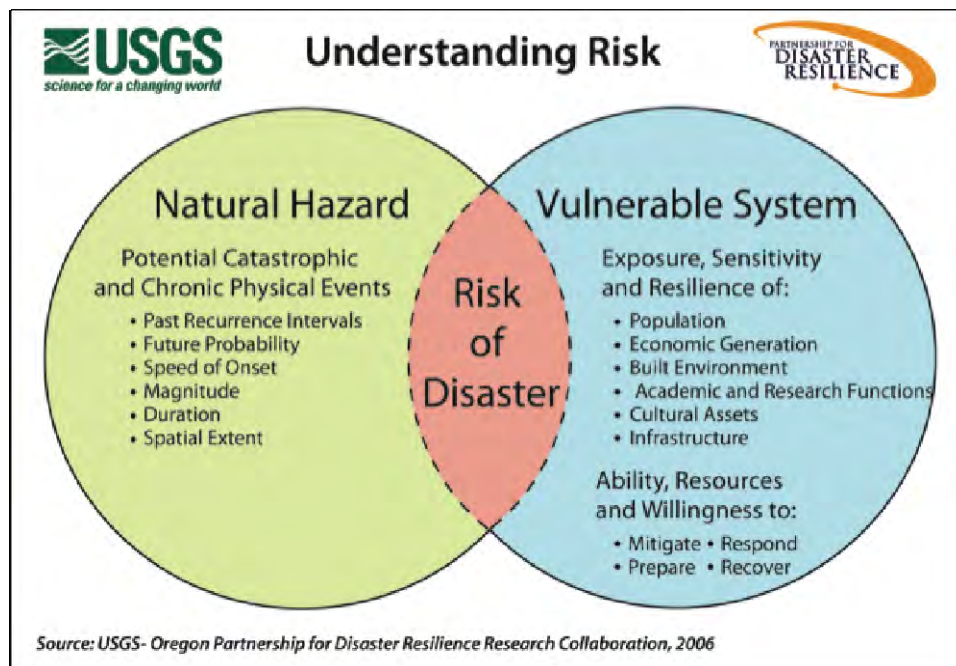 USGS
science for a changing world
Understanding Risk
PARTNERSHIP FOR
DISASTER
RESILIENCE
Natural Hazard
Potential Catastrophic
and Chronic Physical Events
• Past Recurrence Intervals
• Future Probability
• Speed of Onset
• Magnitude
• Duration
• Spatial Extent
Risk
of
Disaster
Vulnerable System
Exposure, Sensitivity
and Resilience of:
• Population
• Economic Generation
• Built Environment
• Academic and Research Functions
• Cultural Assets
• Infrastructure
Ability, Resources
and Willingness to:
• Mitigate • Respond
• Prepare • Recover
Source: USGS- Oregon Partnership for Disaster Resilience Research Collaboration, 2006